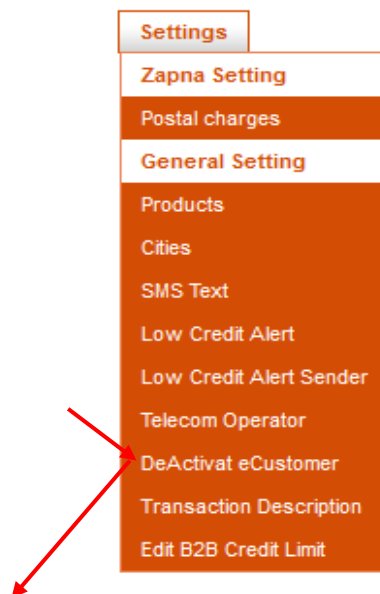 Settings
Zapna Setting
Postal charges
General Setting
Products
Cities
SMS Text
Low Credit Alert
Low Credit Alert Sender
Telecom Operator
DeActivat eCustomer
Transaction Description
Edit B2B Credit Limit